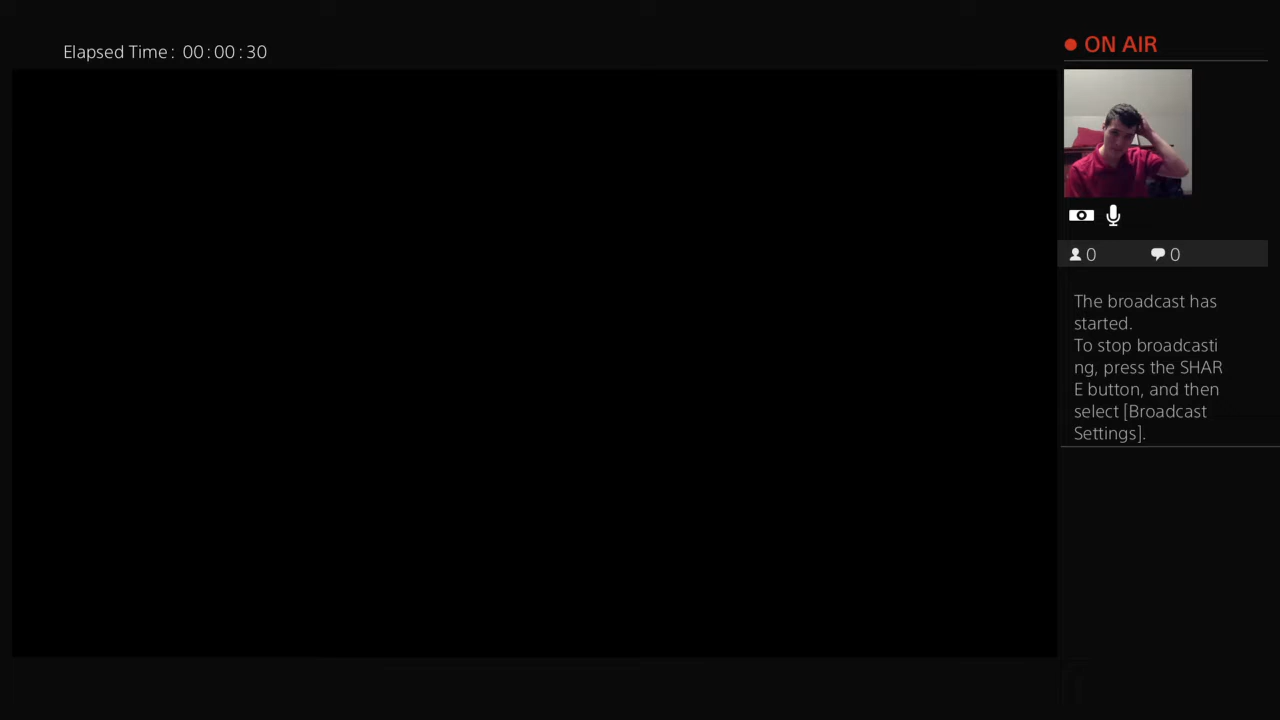 Elapsed Time: 00:00:30
ON AIR
0 0
The broadcast has
started.
To stop broadcasti
ng, press the SHAR
E button, and then
select [Broadcast
Settings].